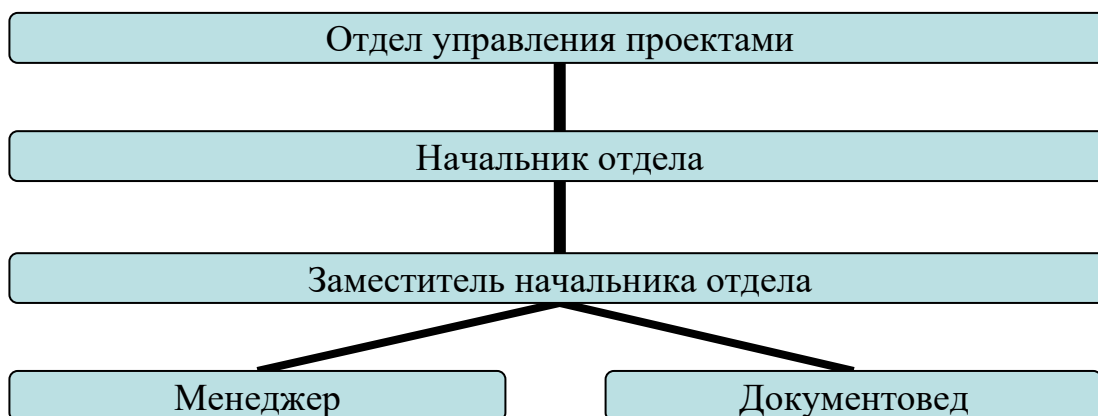 Отдел управления проектами
Начальник отдела
Заместитель начальника отдела
Менеджер
Документовед